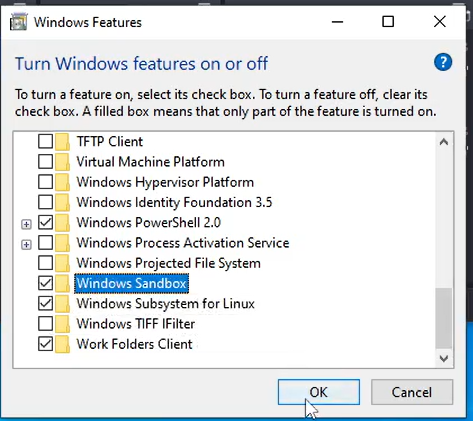 Windows Features
Turn Windows features on or off
?
To turn a feature on, select its check box. To turn a feature off, clear its
check box. A filled box means that only part of the feature is turned on.
TFTP Client
Virtual Machine Platform
Windows Hypervisor Platform
Windows Identity Foundation 3.5
Windows PowerShell 2.0
Windows Process Activation Service
Windows Projected File System
Windows Sandbox
Windows Subsystem for Linux
Windows TIFF IFilter
Work Folders Client
OK
Cancel